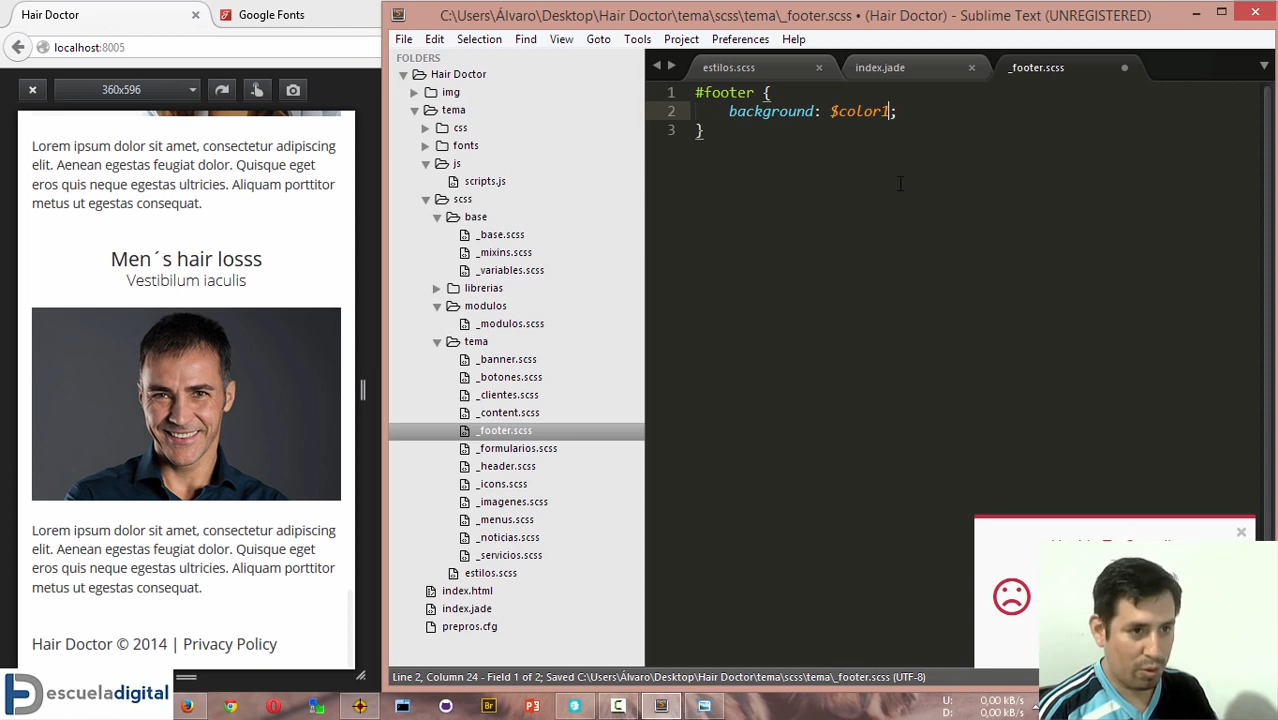 Hair Doctor
Google Fonts
localhost:8005
360x596
Lorem ipsum dolor sit amet, consectetur adipiscing
elit. Aenean egestas feugiat dolor. Quisque eget
eros quis neque egestas ultricies. Aliquam porttitor
metus ut egestas consequat.
Men´s hair losss
Vestibilum iaculis
Lorem ipsum dolor sit amet, consectetur adipiscing
elit. Aenean egestas feugiat dolor. Quisque eget
eros quis neque egestas ultricies. Aliquam porttitor
metus ut egestas consequat.
Hair Doctor © 2014 | Privacy Policy
escueladigital
C:\Users\Álvaro\Desktop\Hair Doctor\tema\scss\tema\_footer.scss • (Hair Doctor) - Sublime Text (UNREGISTERED)
File Edit Selection Find View Goto Tools Project Preferences Help
FOLDERS
Hair Doctor
img
tema
css
fonts
js
scripts.js
scss
base
_base.scss
_mixins.scss
_variables.scss
librerias
modulos
_modulos.scss
tema
_banner.scss
_botones.scss
_clientes.scss
_content.scss
_footer.scss
_formularios.scss
_header.scss
_icons.scss
_imagenes.scss
_menus.scss
_noticias.scss
_servicios.scss
estilos.scss
index.html
index.jade
prepros.cfg
estilos.scss
index.jade
_footer.scss
1 #footer {
2 background: $color1;
3 }
Line 2, Column 24 - Field 1 of 2; Saved C:\Users\Álvaro\Desktop\Hair Doctor\tema\scss\tema\_footer.scss (UTF-8)
Br
U: 0,00 kB/s
D: 0,00 kB/s